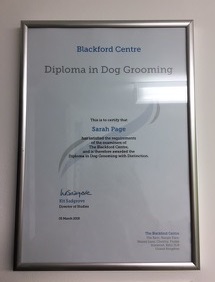 Blackford Centre
Diploma in Dog Grooming
This is to certify that
Sarah Page
has satisfied the requirements
of the examiners of
The Blackford Centre,
and is therefore awarded the
Diploma in Dog Grooming with Distinction.
Director of Studies
The Blackford Centre
United Kingdom